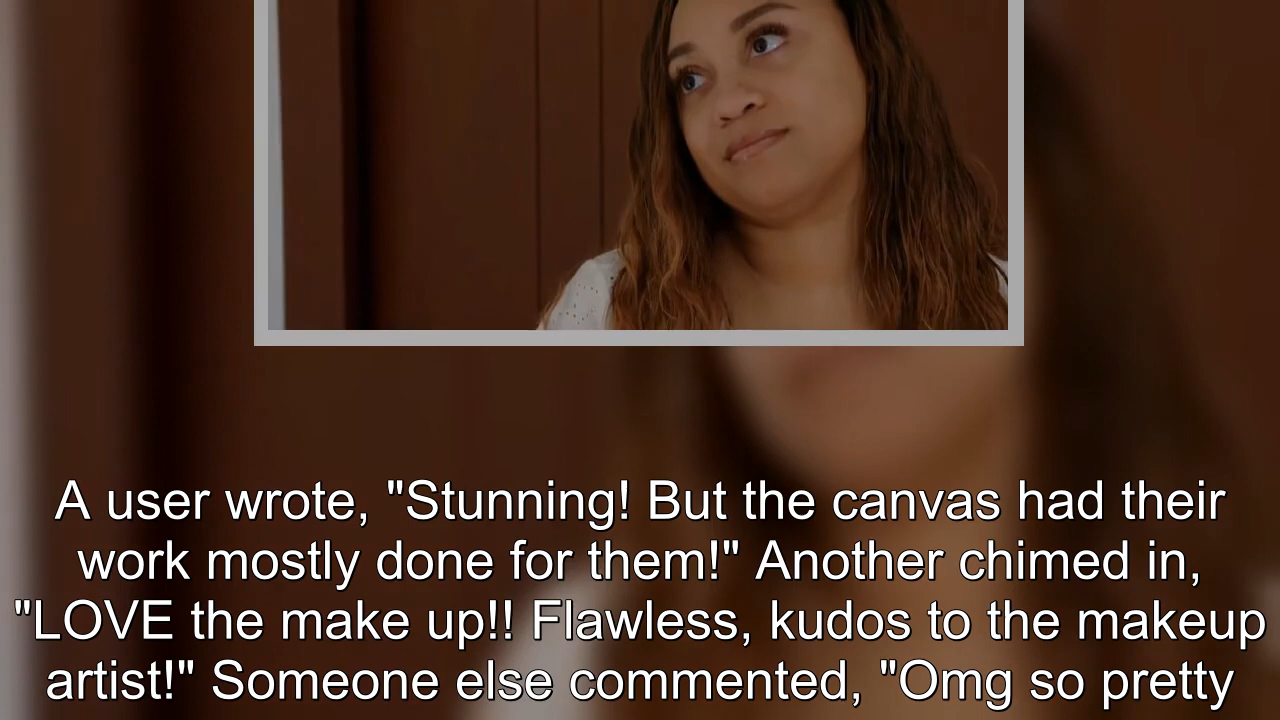 A user wrote, "Stunning! But the canvas had their
work mostly done for them!" Another chimed in,
"LOVE the make up!! Flawless, kudos to the makeup
artist!" Someone else commented, "Omg so pretty